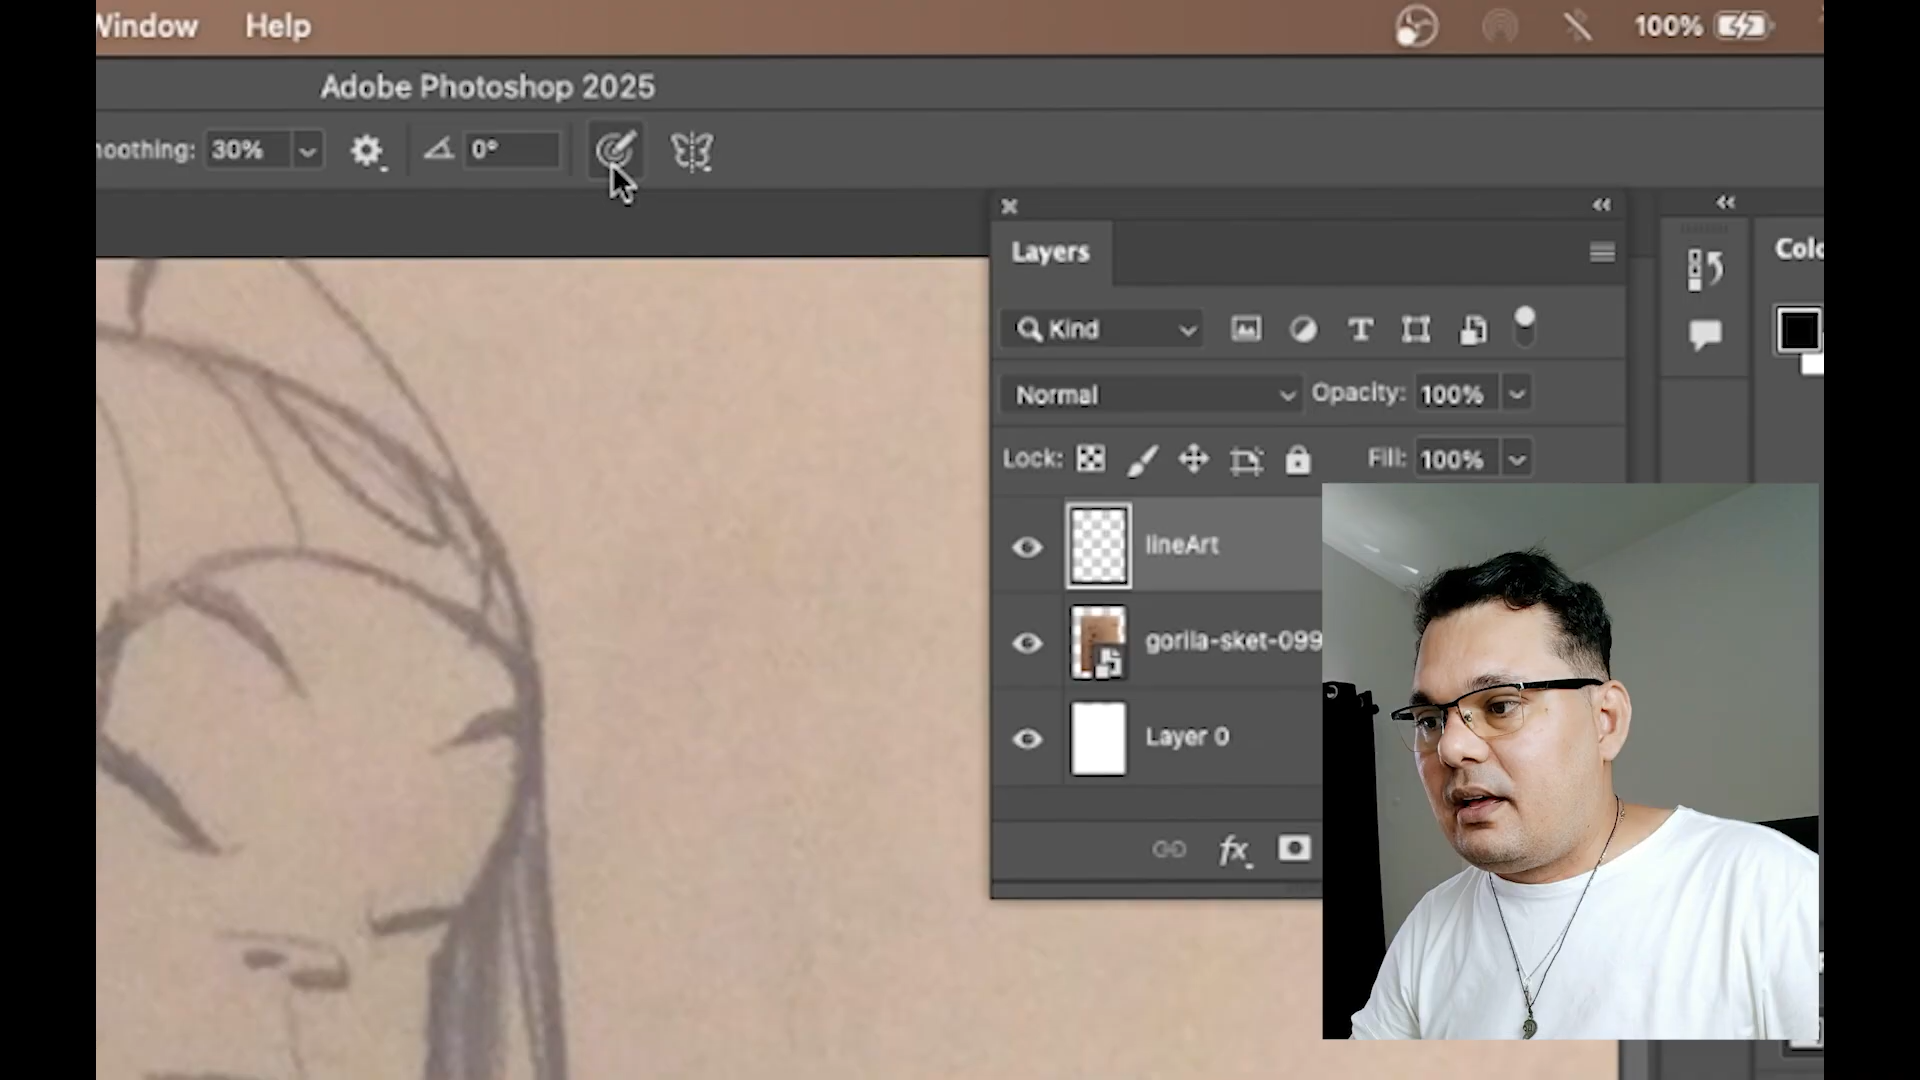 Window Help 100%
Adobe Photoshop 2025
moothing: 30% 0°
Layers
Colo
Kind
Normal Opacity: 100%
Lock: Fill: 100%
lineArt
gorila-sket-099
Layer 0
fx